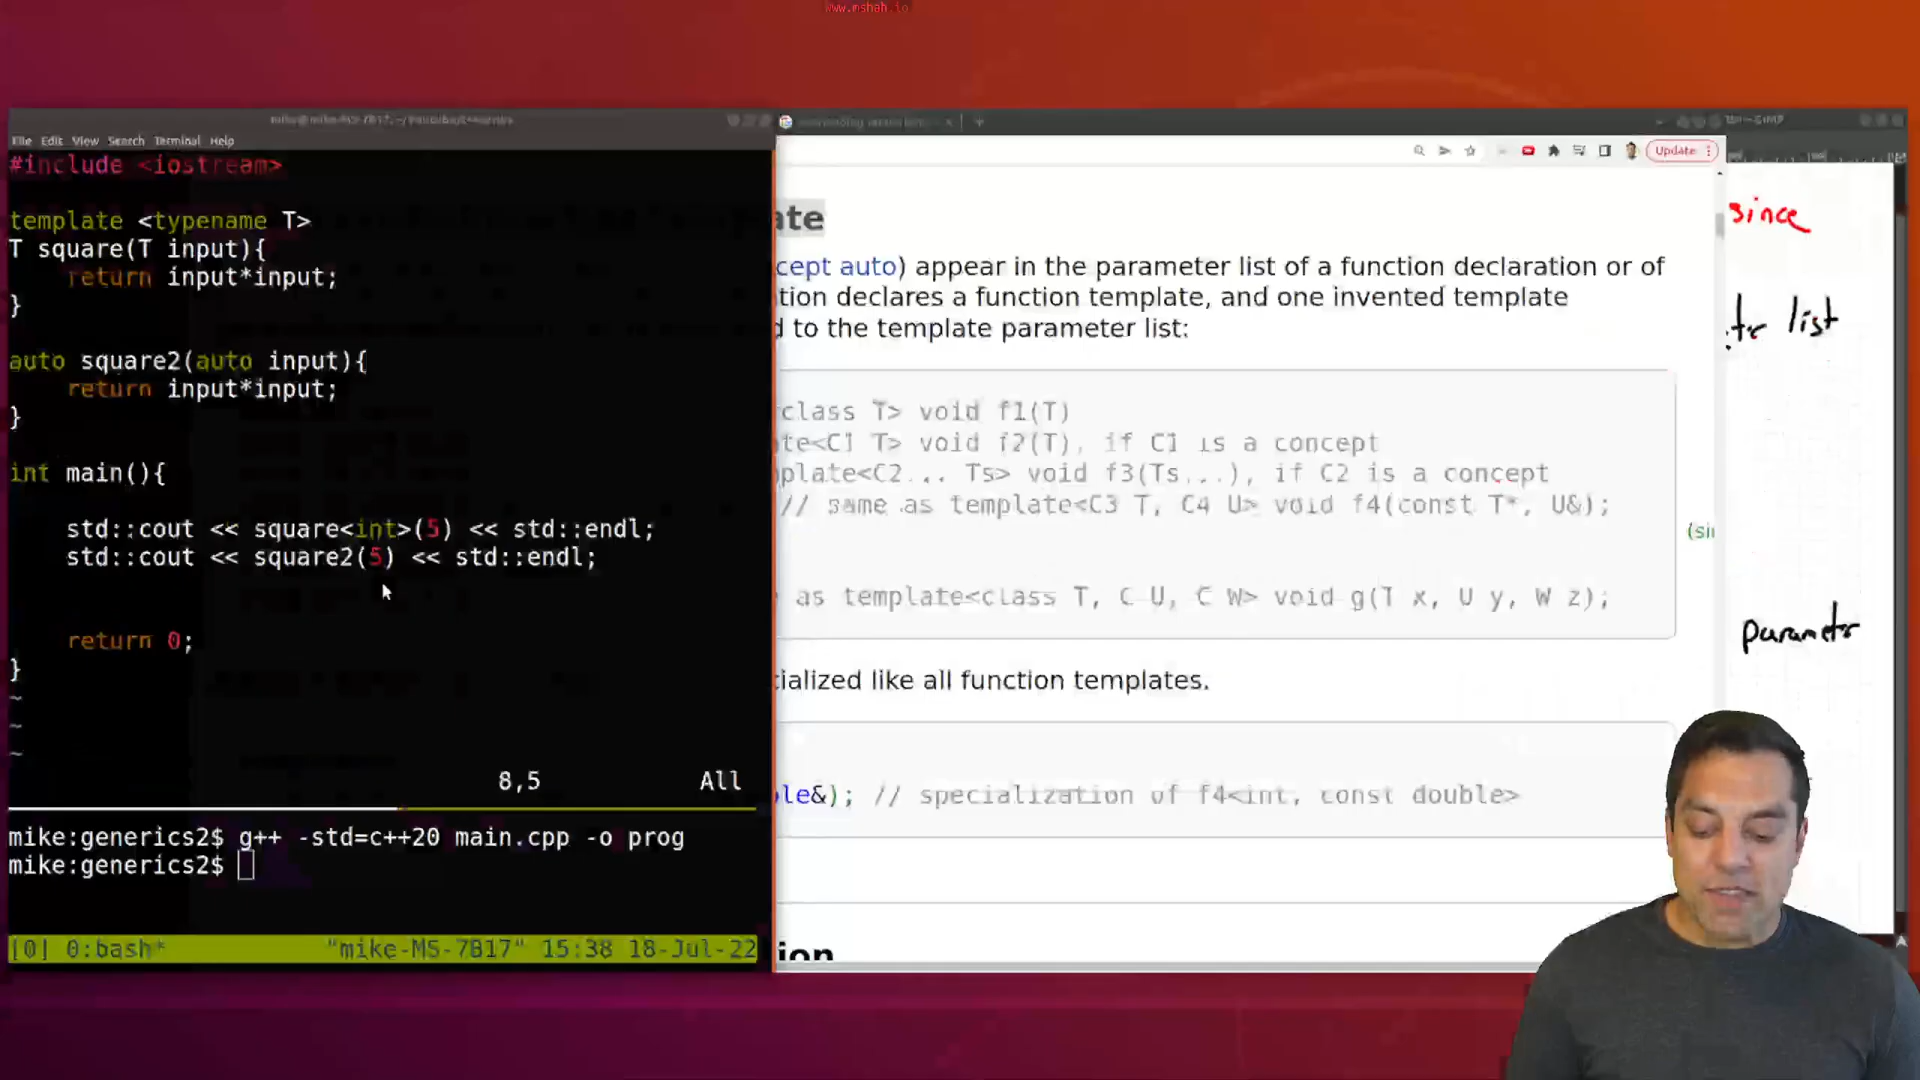 www.mshah.io
File Edit View Search Terminal Help
#include <iostream>
template <typename T>
T square(T input){
return input*input;
}
auto square2(auto input){
return input*input;
}
int main(){
std::cout << square<int>(5) << std::endl;
std::cout << square2(5) << std::endl;
return 0;
}
~
~
~
8,5 All
mike:generics2$ g++ -std=c++20 main.cpp -o prog
mike:generics2$
[0] 0:bash* "mike-MS-7B17" 15:38 18-Jul-22
Update
ate
cept auto) appear in the parameter list of a function declaration or of
tion declares a function template, and one invented template
d to the template parameter list:
class T> void f1(T)
te<C1 T> void f2(T), if C1 is a concept
plate<C2... Ts> void f3(Ts...), if C2 is a concept
// same as template<C3 T, C4 U> void f4(const T*, U&);
(sin
as template<class T, C U, C W> void g(T x, U y, W z);
ialized like all function templates.
le&); // specialization of f4<int, const double>
ion
since
list